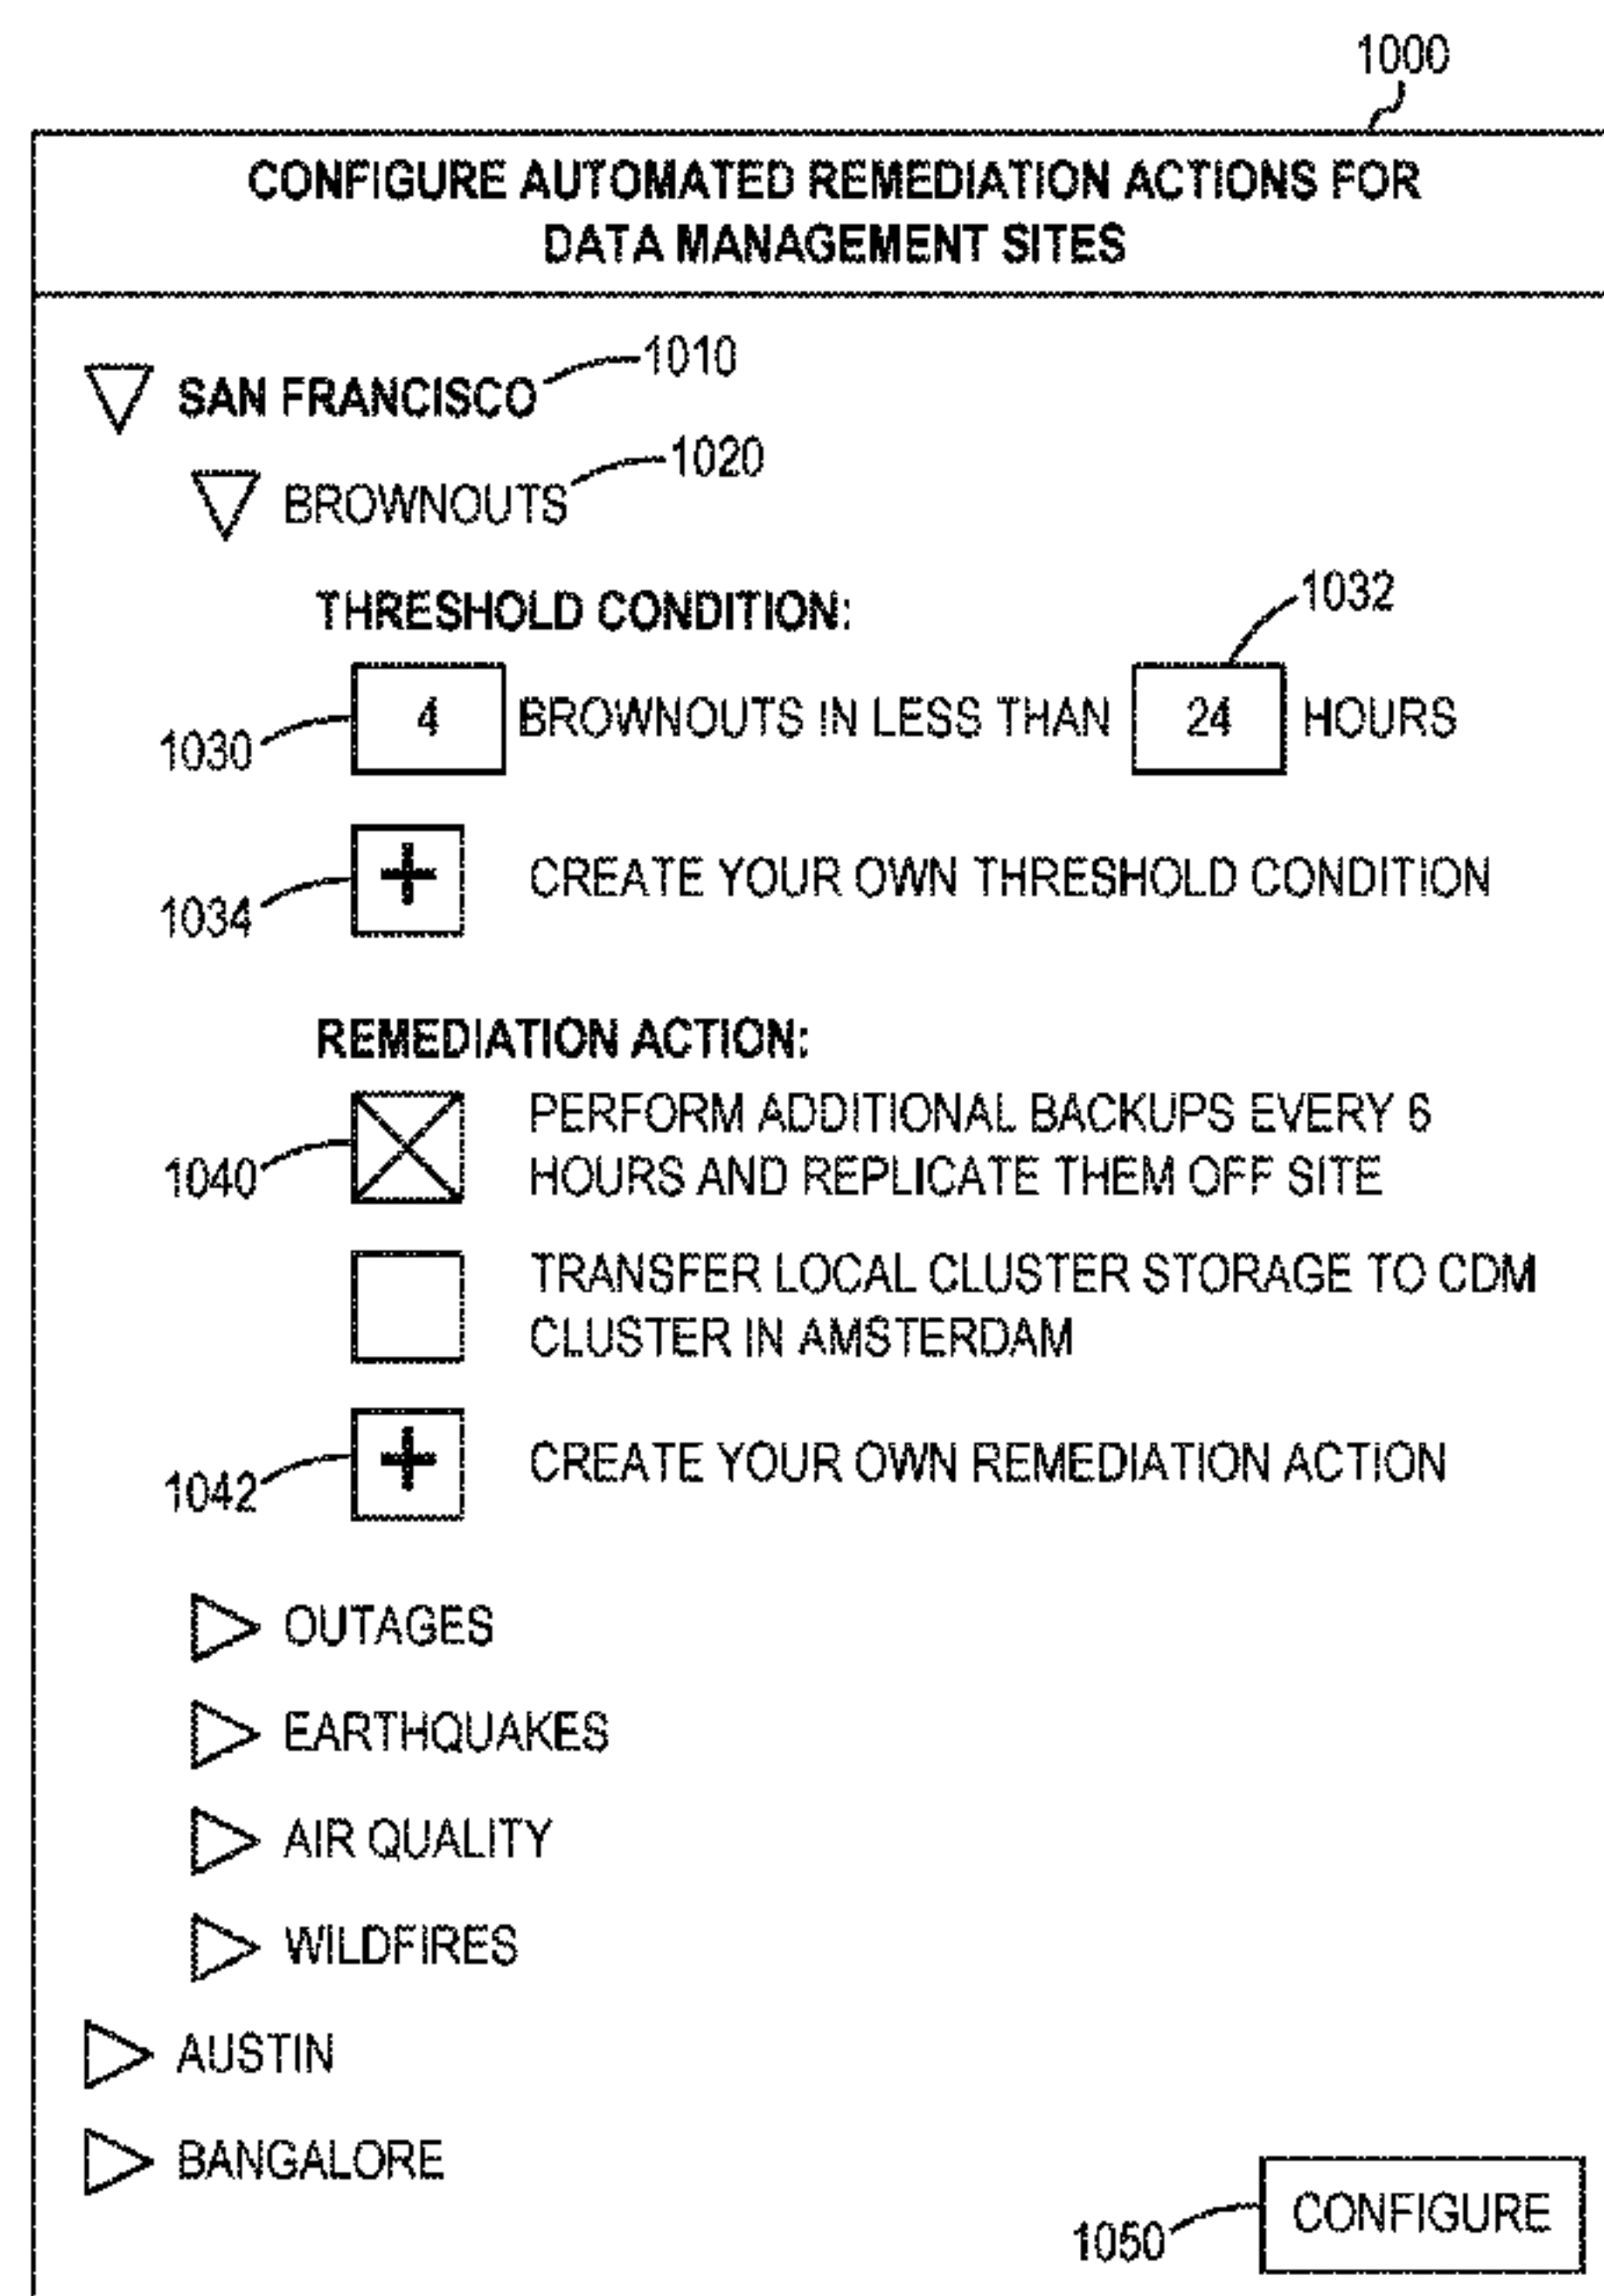 1000
CONFIGURE AUTOMATED REMEDIATION ACTIONS FOR
DATA MANAGEMENT SITES
SAN FRANCISCO 1010
BROWNOUTS 1020
THRESHOLD CONDITION:
1032
1030 4 BROWNOUTS IN LESS THAN 24 HOURS
1034 + CREATE YOUR OWN THRESHOLD CONDITION
REMEDIATION ACTION:
PERFORM ADDITIONAL BACKUPS EVERY 6
1040 HOURS AND REPLICATE THEM OFF SITE
TRANSFER LOCAL CLUSTER STORAGE TO CDM
CLUSTER IN AMSTERDAM
1042 + CREATE YOUR OWN REMEDIATION ACTION
OUTAGES
EARTHQUAKES
AIR QUALITY
WILDFIRES
AUSTIN
BANGALORE
1050 CONFIGURE